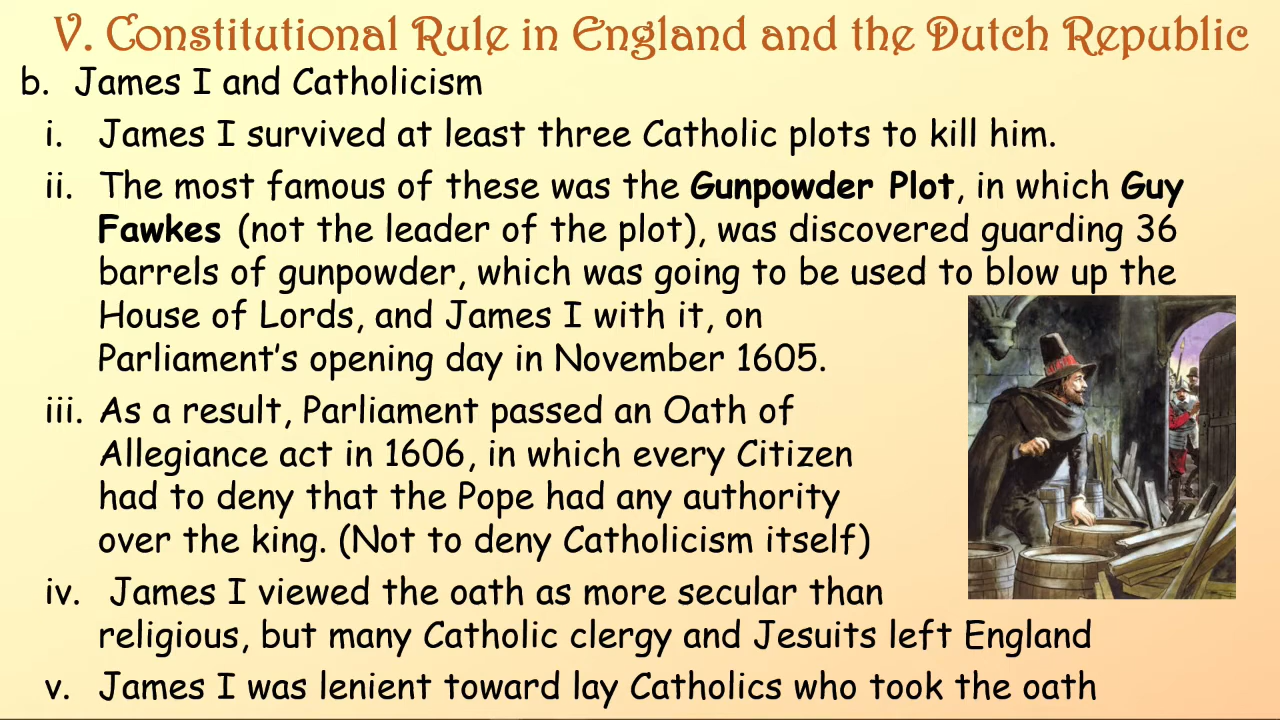 V. Constitutional Rule in England and the Dutch Republic
b. James I and Catholicism
i. James I survived at least three Catholic plots to kill him.
ii. The most famous of these was the Gunpowder Plot, in which Guy
Fawkes (not the leader of the plot), was discovered guarding 36
barrels of gunpowder, which was going to be used to blow up the
House of Lords, and James I with it, on
Parliament's opening day in November 1605.
iii. As a result, Parliament passed an Oath of
Allegiance act in 1606, in which every Citizen
had to deny that the Pope had any authority
over the king. (Not to deny Catholicism itself)
iv. James I viewed the oath as more secular than
religious, but many Catholic clergy and Jesuits left England
v. James I was lenient toward lay Catholics who took the oath